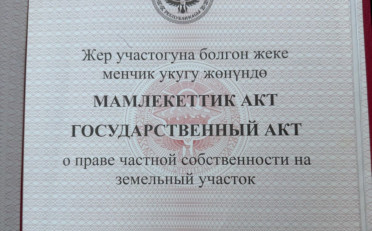 Жер участогуна болгон жеке
менчик укугу жөнүндө
МАМЛЕКЕТТИК АКТ
ГОСУДАРСТВЕННЫЙ АКТ
о праве частной собственности на
земельный участок